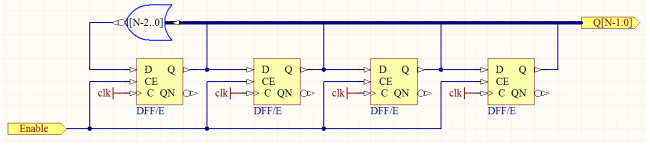 [N-2..0]
Q[N-1:0]
D Q
CE
clk C QN
DFF/E
D Q
CE
clk C QN
DFF/E
D Q
CE
clk C QN
DFF/E
D Q
CE
clk C QN
DFF/E
Enable